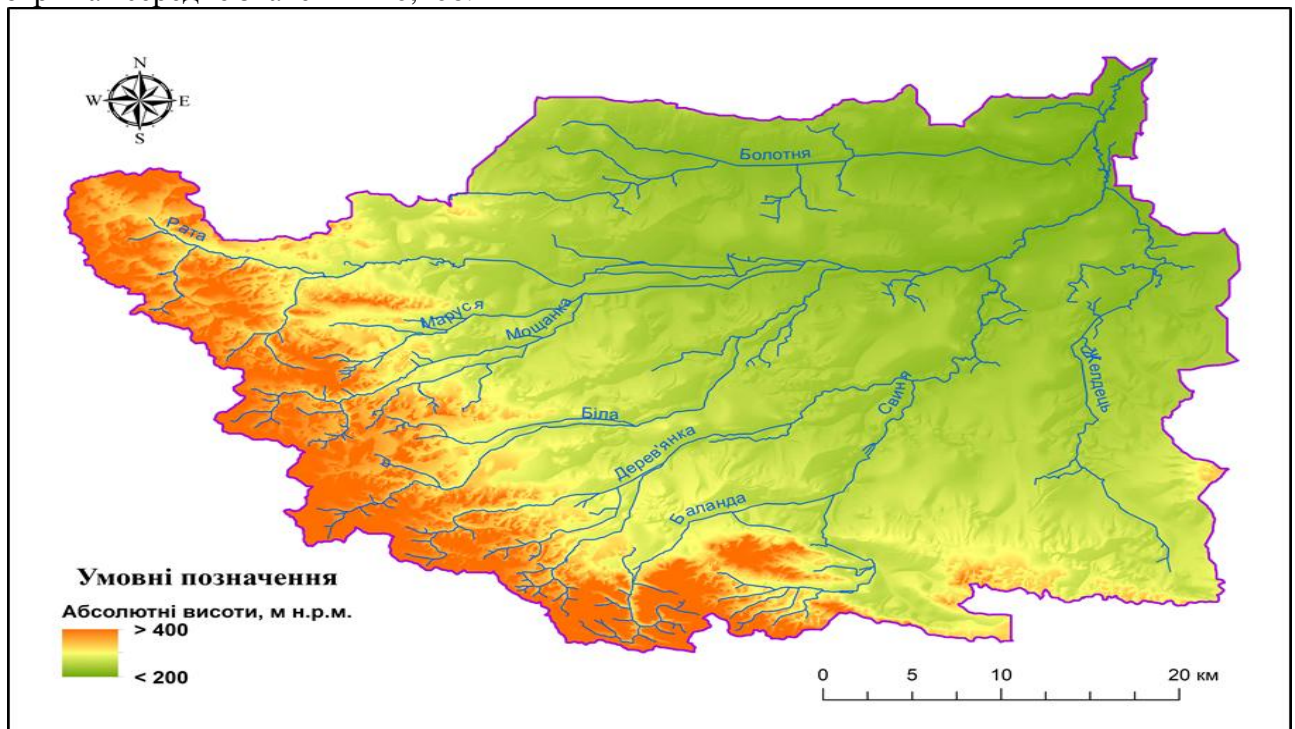 N
W E
S
Болотня
Рата
Маруся
Мощанка
Біла
Дерев'янка
Свиня
Желдець
Баланда
Умовні позначення
Абсолютні висоти, м н.р.м.
> 400
< 200
0 5 10 20 км